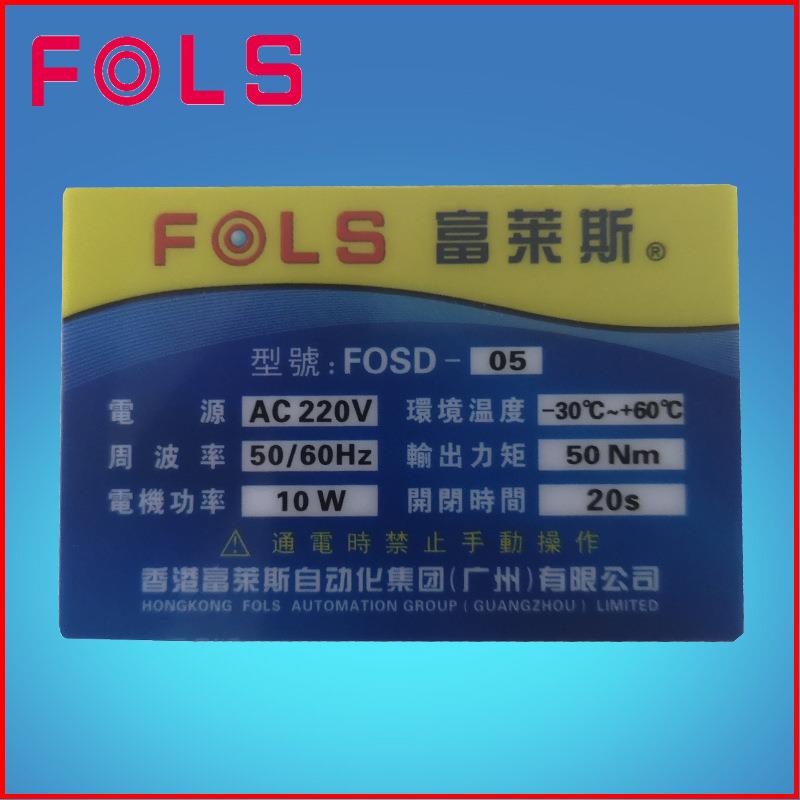 FOLS
FOLS 富莱斯®
型號:FOSD- 05
電源 AC 220V 環境温度 -30℃~+60℃
周波率 50/60Hz 輸出力矩 50 Nm
電機功率 10 W 開閉時間 20s
通電時禁止手動操作
香港富莱斯自动化集团(广州)有限公司
HONGKONG FOLS AUTOMATION GROUP (GUANGZHOU) LIMITED